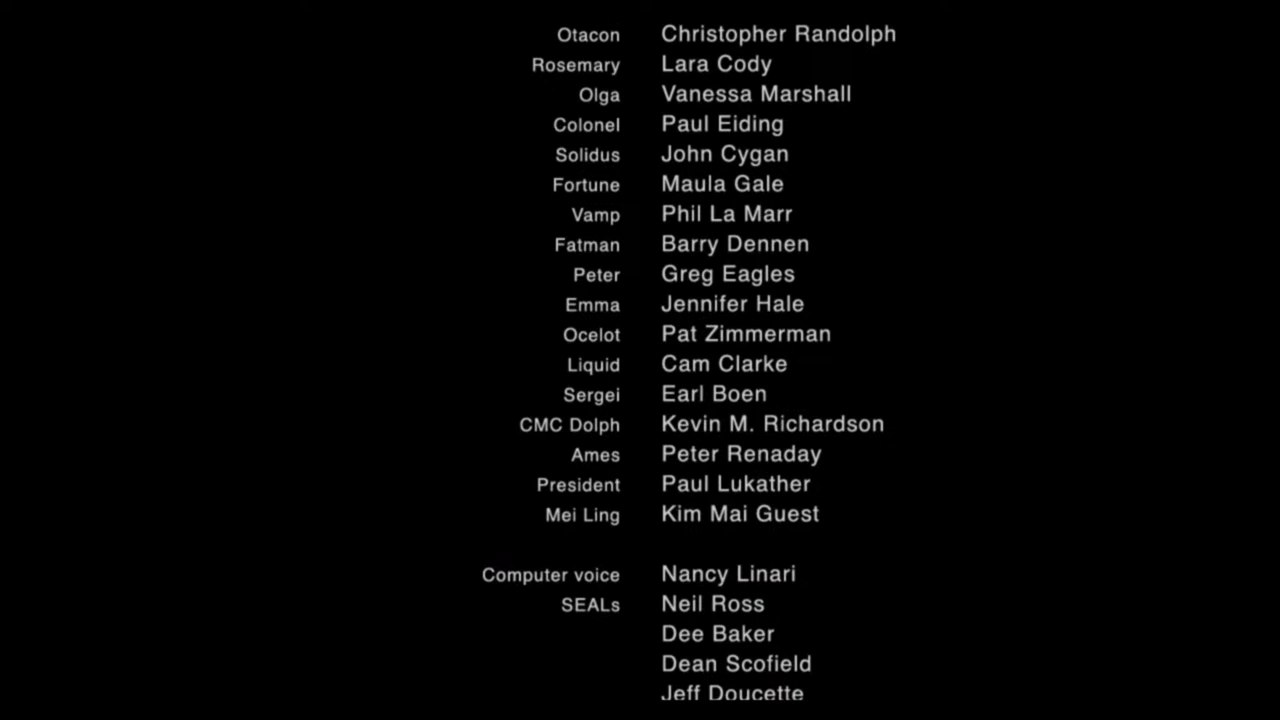 Otacon Christopher Randolph
Rosemary Lara Cody
Olga Vanessa Marshall
Colonel Paul Eiding
Solidus John Cygan
Fortune Maula Gale
Vamp Phil La Marr
Fatman Barry Dennen
Peter Greg Eagles
Emma Jennifer Hale
Ocelot Pat Zimmerman
Liquid Cam Clarke
Sergei Earl Boen
CMC Dolph Kevin M. Richardson
Ames Peter Renaday
President Paul Lukather
Mei Ling Kim Mai Guest
Computer voice Nancy Linari
SEALs Neil Ross
Dee Baker
Dean Scofield
Jeff Doucette